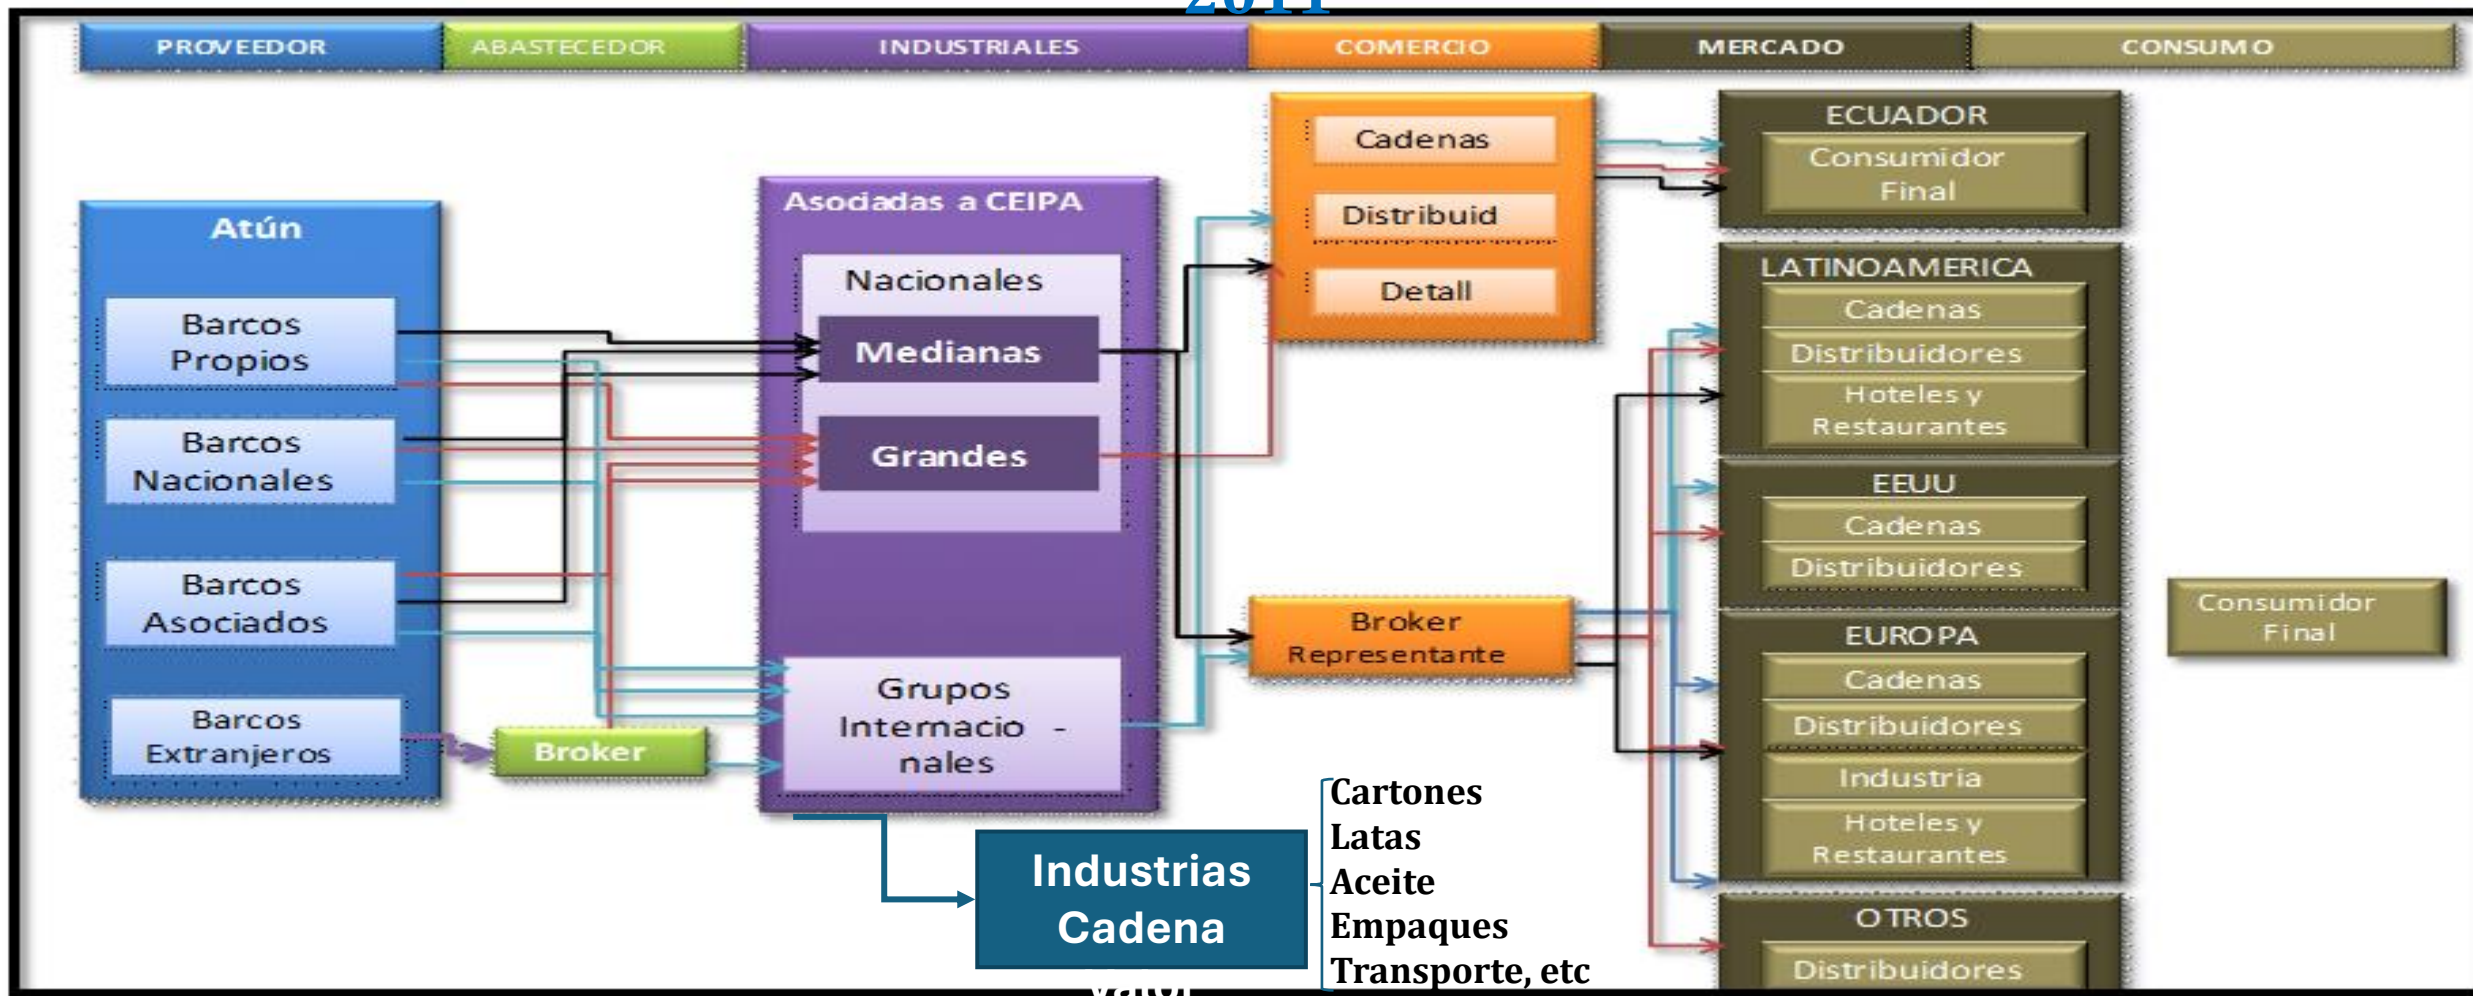 2011
PROVEEDOR
ABASTECEDOR
INDUSTRIALES
COMERCIO
MERCADO
CONSUMO
Atún
Barcos
Propios
Barcos
Nacionales
Barcos
Asociados
Barcos
Extranjeros
Broker
Asociadas a CEIPA
Nacionales
Medianas
Grandes
Grupos
Internacio -
nales
Industrias
Cadena
Valor
Cartones
Latas
Aceite
Empaques
Transporte, etc
Cadenas
Distribuid
Detall
Broker
Representante
ECUADOR
Consumidor
Final
LATINOAMERICA
Cadenas
Distribuidores
Hoteles y
Restaurantes
EEUU
Cadenas
Distribuidores
EUROPA
Cadenas
Distribuidores
Industria
Hoteles y
Restaurantes
OTROS
Distribuidores
Consumidor
Final